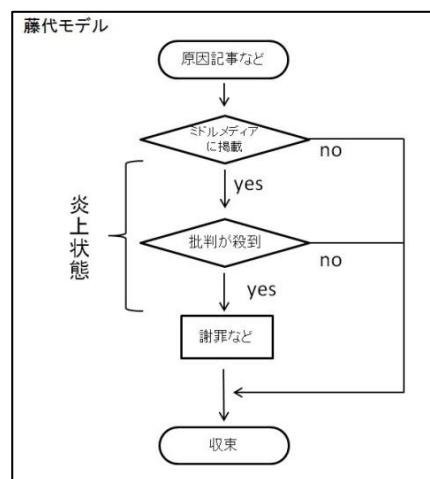 藤代モデル
原因記事など
ミドルメディア
に掲載
no
yes
炎上状態
批判が殺到
no
yes
謝罪など
収束